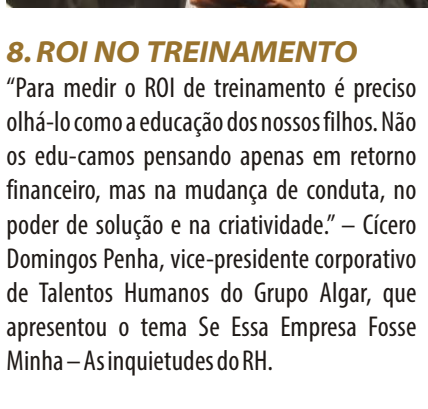 8. ROI NO TREINAMENTO
“Para medir o ROI de treinamento é preciso
olhá-lo como a educação dos nossos filhos. Não
os edu-camos pensando apenas em retorno
financeiro, mas na mudança de conduta, no
poder de solução e na criatividade.” – Cícero
Domingos Penha, vice-presidente corporativo
de Talentos Humanos do Grupo Algar, que
apresentou o tema Se Essa Empresa Fosse
Minha – As inquietudes do RH.